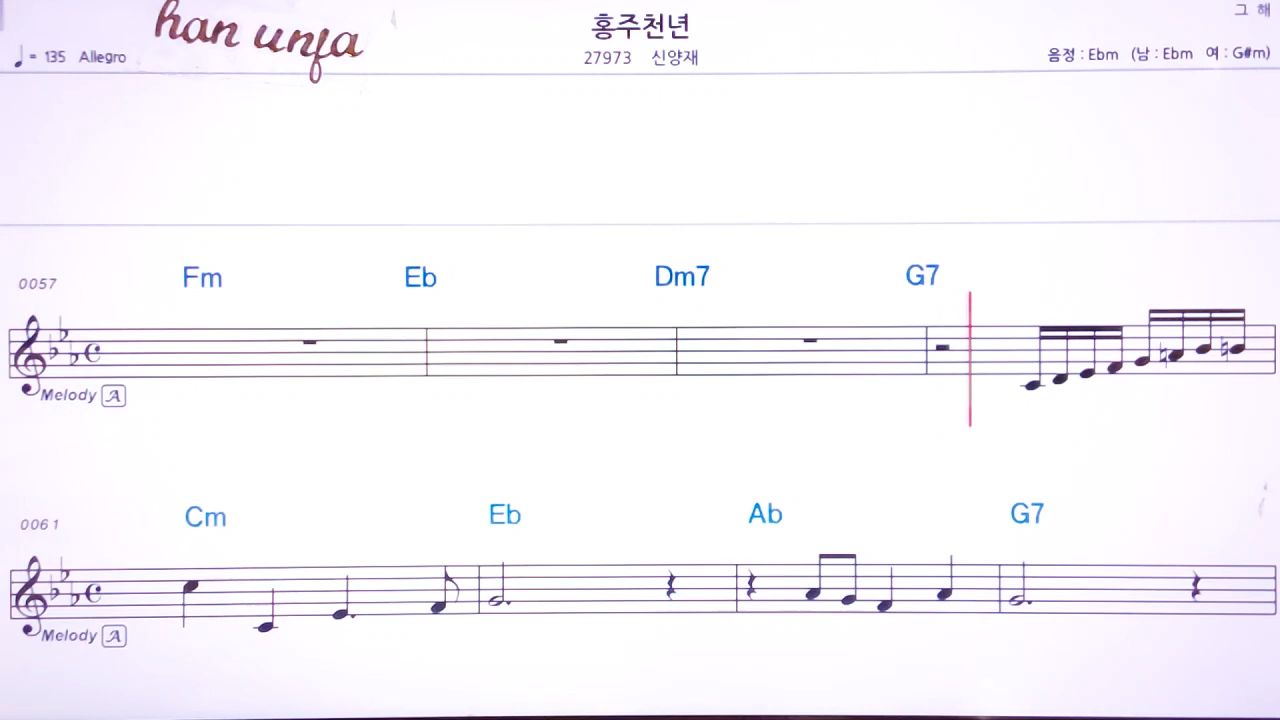 han unja
홍주천년
그 해
♩= 135 Allegro
27973 신양재
음정 : Ebm (남 : Ebm 여 : G#m)
0057
Fm Eb Dm7 G7
Melody A
0061
Cm Eb Ab G7
Melody A